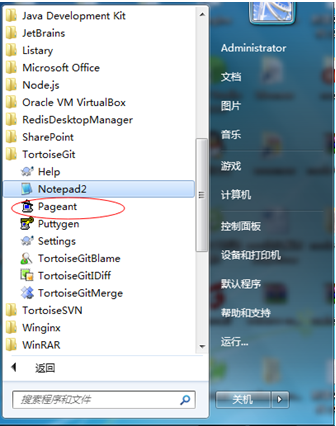 Java Development Kit
JetBrains
Listary
Microsoft Office
Node.js
Oracle VM VirtualBox
RedisDesktopManager
SharePoint
TortoiseGit
Help
Notepad2
Pageant
Puttygen
Settings
TortoiseGitBlame
TortoiseGitIDiff
TortoiseGitMerge
TortoiseSVN
Winginx
WinRAR
返回
搜索程序和文件
Administrator
文档
图片
音乐
游戏
计算机
控制面板
设备和打印机
默认程序
帮助和支持
运行...
关机